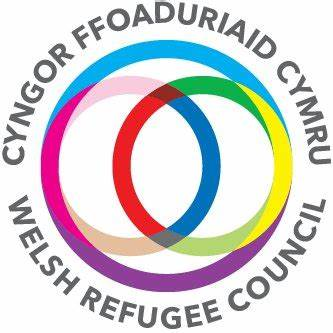 CYNGOR FFOADURIAID CYMRU
WELSH REFUGEE COUNCIL